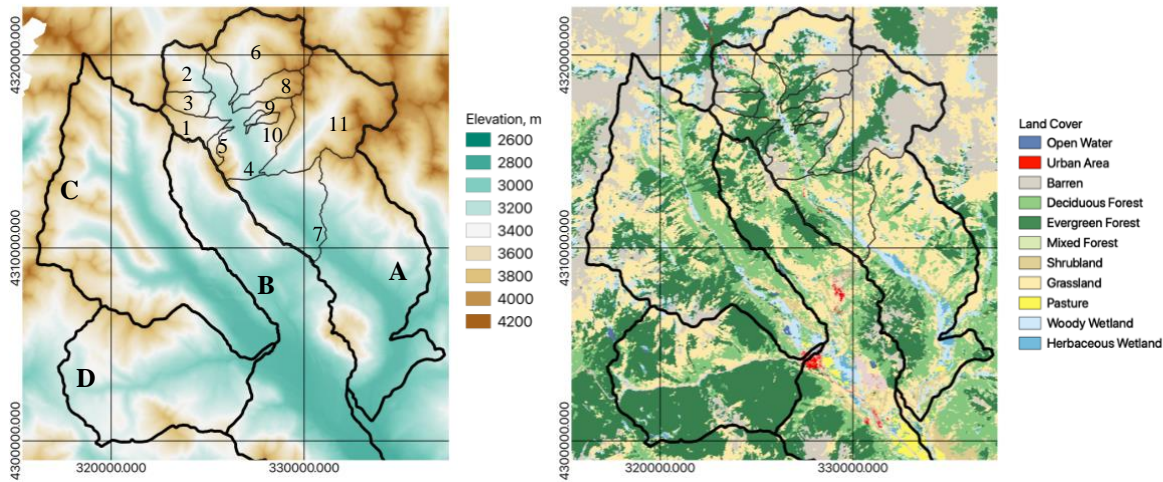 4320000.000
4310000.000
4300000.000
320000.000
330000.000
6
2
8
3
9
1
10
11
5
4
7
C
B
A
D
Elevation, m
2600
2800
3000
3200
3400
3600
3800
4000
4200
4320000.000
4310000.000
4300000.000
320000.000
330000.000
Land Cover
Open Water
Urban Area
Barren
Deciduous Forest
Evergreen Forest
Mixed Forest
Shrubland
Grassland
Pasture
Woody Wetland
Herbaceous Wetland